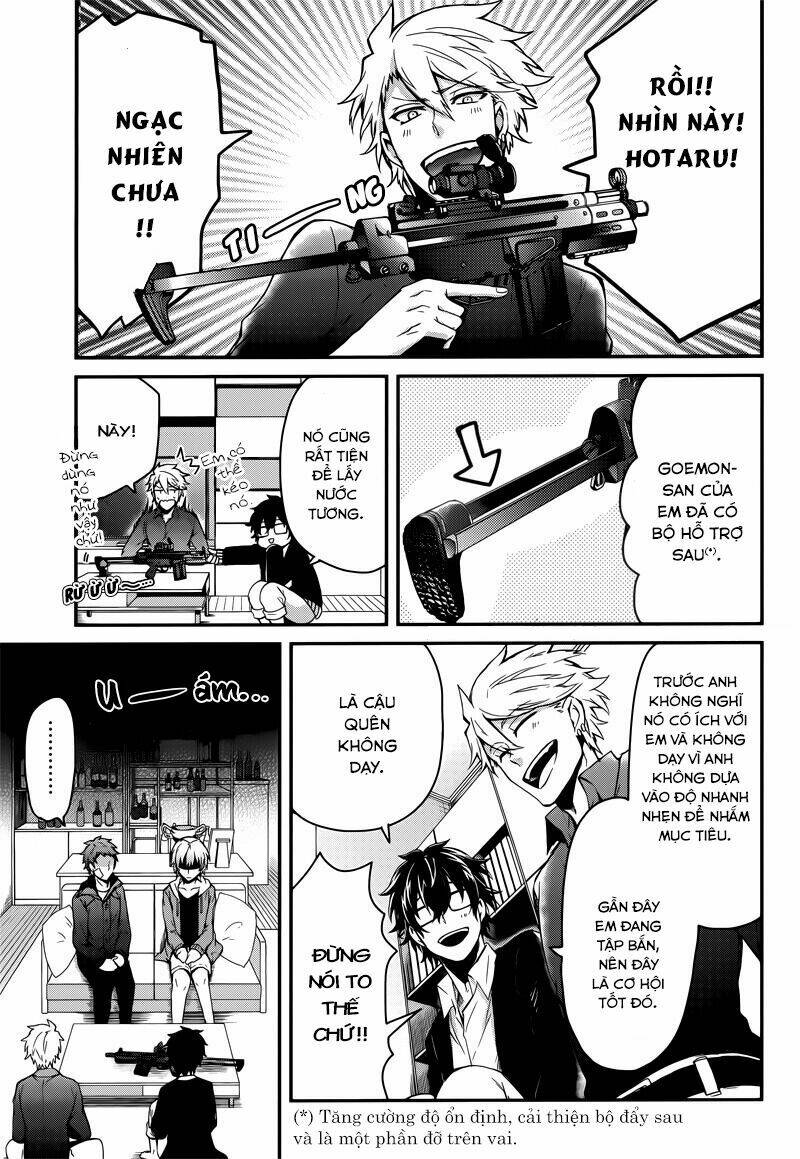 RỒI!!
NHÌN NÀY!
HOTARU!
NGẠC
NHIÊN
CHƯA
!!
TI — NG
GOEMON-
SAN CỦA
EM ĐÃ CÓ
BỘ HỖ TRỢ
SAU(*).
NÓ CŨNG
RẤT TIỆN
ĐỂ LẤY
NƯỚC
TƯƠNG.
Em có
thể
kéo
nó.
NÀY!
Đừng
dùng
nó
như
vậy
chứ!
RỪ Ừ Ừ~...
TRƯỚC ANH
KHÔNG NGHĨ
NÓ CÓ ÍCH VỚI
EM VÀ KHÔNG
DẠY VÌ ANH
KHÔNG DỰA
VÀO ĐỘ NHANH
NHẸN ĐỂ NHẮM
MỤC TIÊU.
GẦN ĐÂY
EM ĐANG
TẬP BẮN,
NÊN ĐÂY
LÀ CƠ HỘI
TỐT ĐÓ.
LÀ CẬU
QUÊN
KHÔNG
DẠY.
ĐỪNG
NÓI TO
THẾ
CHỨ!!
U — ÁM...
.........
(*) Tăng cường độ ổn định, cải thiện bộ đẩy sau
và là một phần đỡ trên vai.